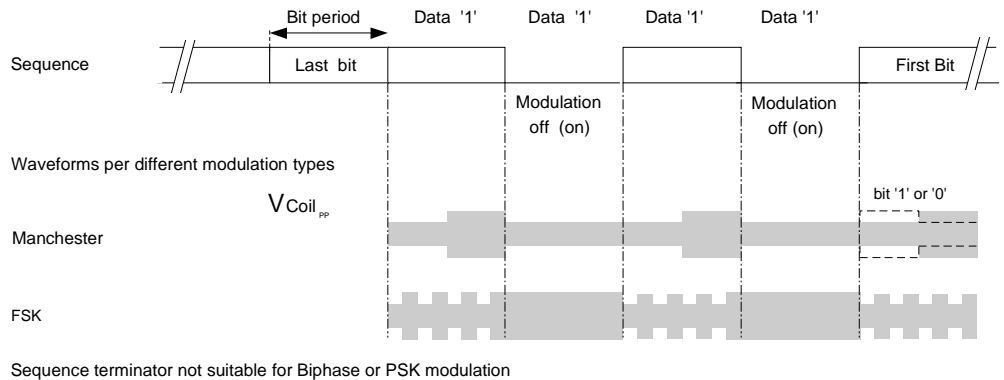 Bit period Data '1' Data '1' Data '1' Data '1'
Sequence Last bit First Bit
Modulation off (on) Modulation off (on)
Waveforms per different modulation types
VCoil PP
bit '1' or '0'
Manchester
FSK
Sequence terminator not suitable for Biphase or PSK modulation